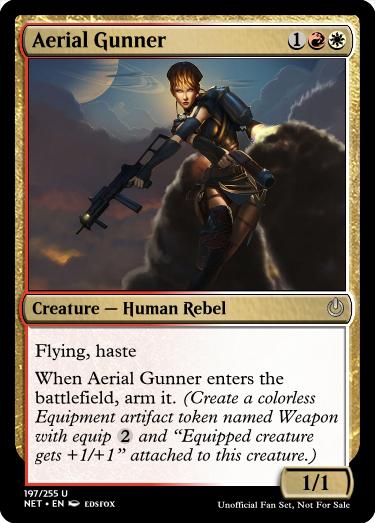 Aerial Gunner 1
Creature — Human Rebel
Flying, haste
When Aerial Gunner enters the
battlefield, arm it. (Create a colorless
Equipment artifact token named Weapon
with equip 2 and “Equipped creature
gets +1/+1” attached to this creature.)
1/1
197/255 U
NET • EN EDSFOX
Unofficial Fan Set, Not For Sale